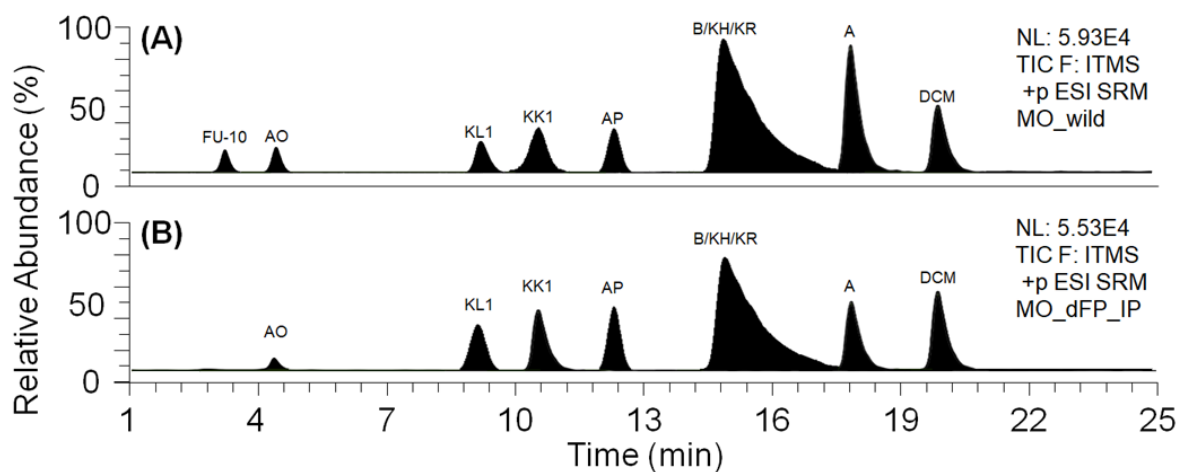 100
(A)
B/KH/KR
A
NL: 5.93E4
TIC F: ITMS
+p ESI SRM
MO_wild
DCM
FU-10
AO
KL1
KK1
AP
50
0
100
(B)
B/KH/KR
NL: 5.53E4
TIC F: ITMS
+p ESI SRM
MO_dFP_IP
KL1
KK1
AP
A
DCM
AO
50
0
Relative Abundance (%)
1 4 7 10 13 16 19 22 25
Time (min)